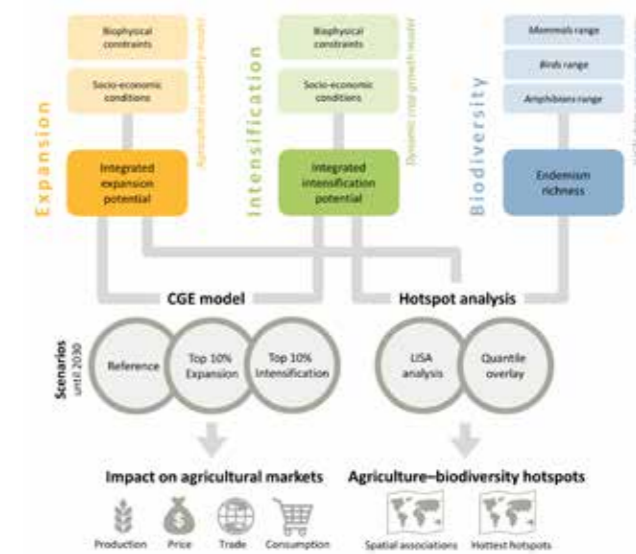 Biophysical
constraints
Socio-economic
conditions
Expansion
Agricultural suitability model
Integrated
expansion
potential
Biophysical
constraints
Socio-economic
conditions
Intensification
Dynamic crop growth model
Integrated
intensification
potential
Mammals range
Birds range
Amphibians range
Biodiversity
Endemism
richness
CGE model
Hotspot analysis
Scenarios
until 2030
Reference
Top 10%
Expansion
Top 10%
Intensification
LISA
analysis
Quantile
overlay
Impact on agricultural markets
Agriculture–biodiversity hotspots
Production
Price
Trade
Consumption
Spatial associations
Hottest hotspots